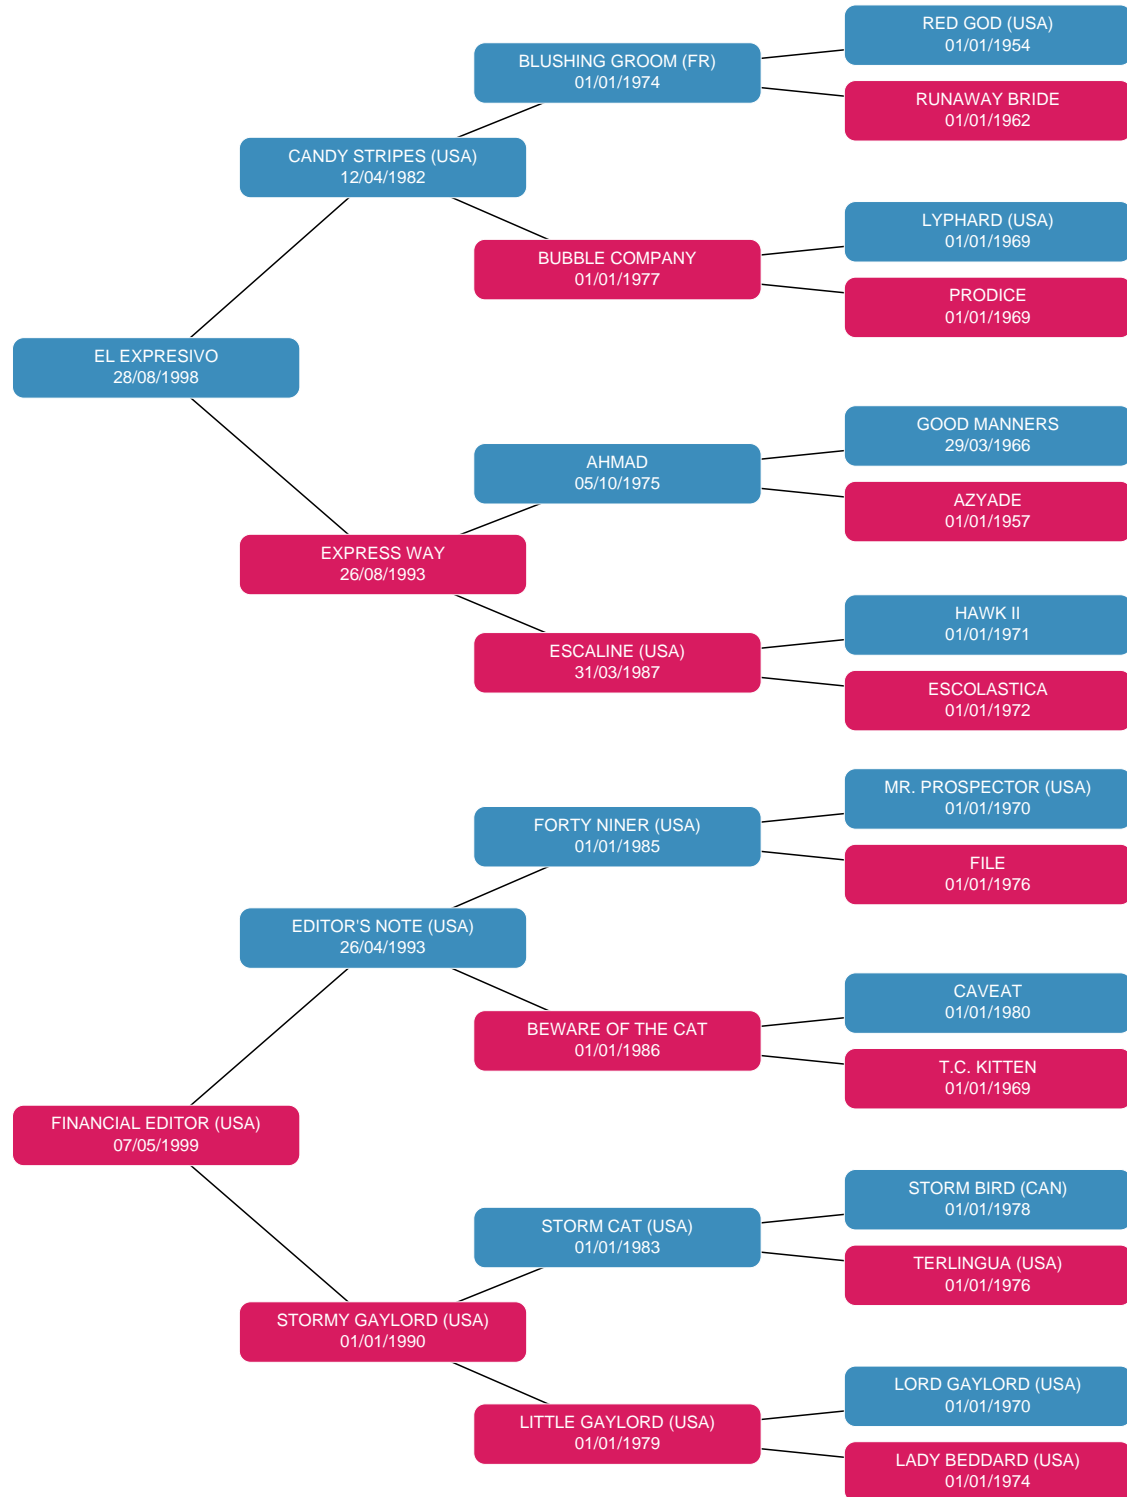 RED GOD (USA)
01/01/1954
BLUSHING GROOM (FR)
01/01/1974
RUNAWAY BRIDE
01/01/1962
CANDY STRIPES (USA)
12/04/1982
LYPHARD (USA)
01/01/1969
BUBBLE COMPANY
01/01/1977
PRODICE
01/01/1969
EL EXPRESIVO
28/08/1998
GOOD MANNERS
29/03/1966
AHMAD
05/10/1975
AZYADE
01/01/1957
EXPRESS WAY
26/08/1993
HAWK II
01/01/1971
ESCALINE (USA)
31/03/1987
ESCOLASTICA
01/01/1972
MR. PROSPECTOR (USA)
01/01/1970
FORTY NINER (USA)
01/01/1985
FILE
01/01/1976
EDITOR'S NOTE (USA)
26/04/1993
CAVEAT
01/01/1980
BEWARE OF THE CAT
01/01/1986
T.C. KITTEN
01/01/1969
FINANCIAL EDITOR (USA)
07/05/1999
STORM BIRD (CAN)
01/01/1978
STORM CAT (USA)
01/01/1983
TERLINGUA (USA)
01/01/1976
STORMY GAYLORD (USA)
01/01/1990
LORD GAYLORD (USA)
01/01/1970
LITTLE GAYLORD (USA)
01/01/1979
LADY BEDDARD (USA)
01/01/1974